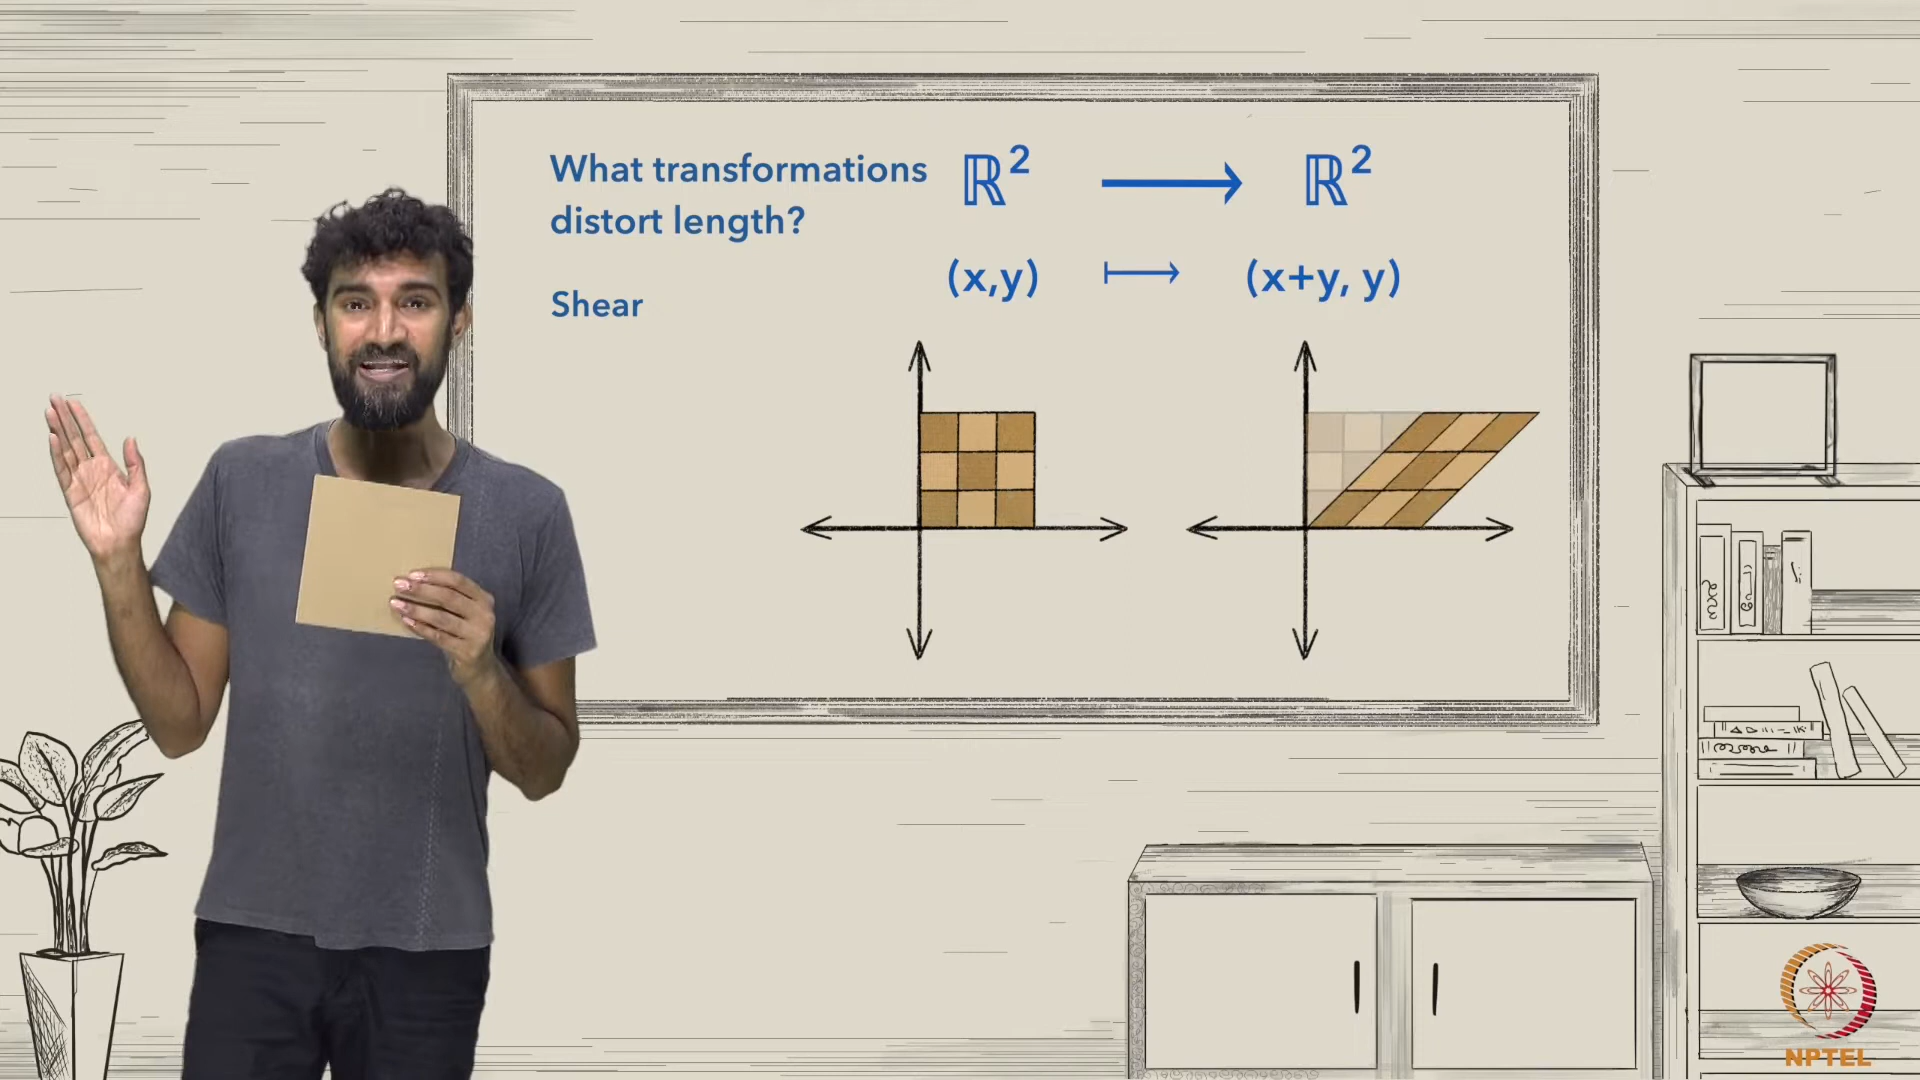 What transformations
distort length?
ℝ² → ℝ²
(x,y) ↦ (x+y, y)
Shear
NPTEL